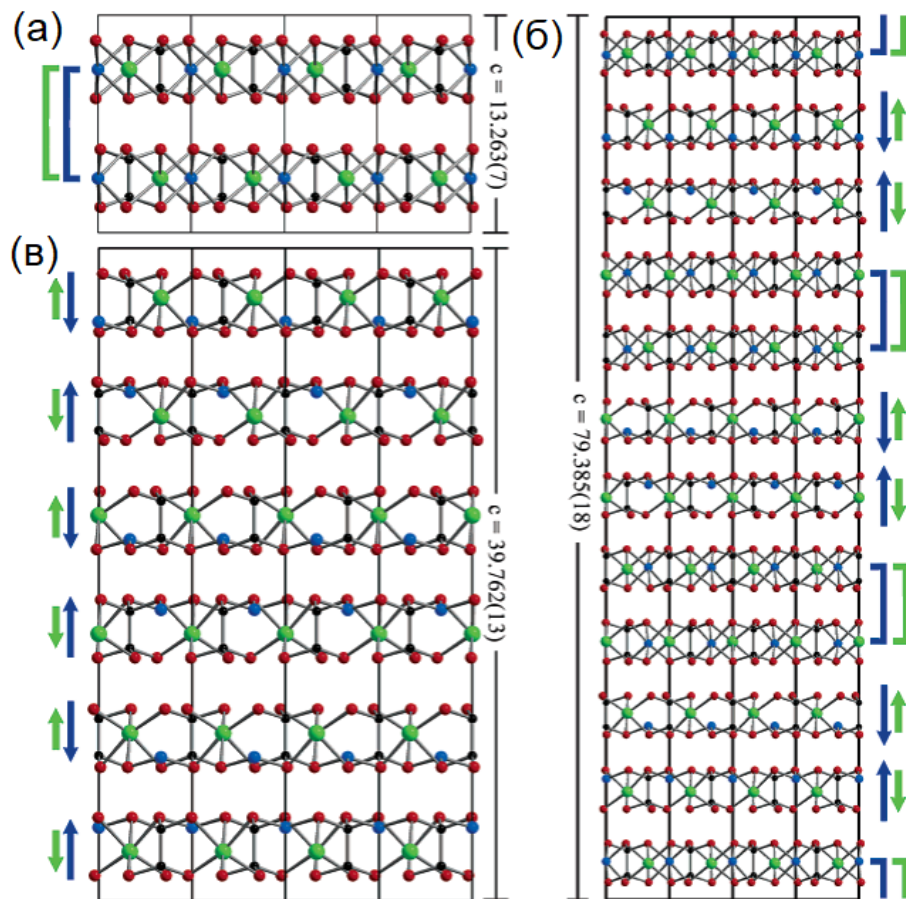 (а)
c = 13.263(7)
(б)
c = 79.385(18)
(в)
c = 39.762(13)